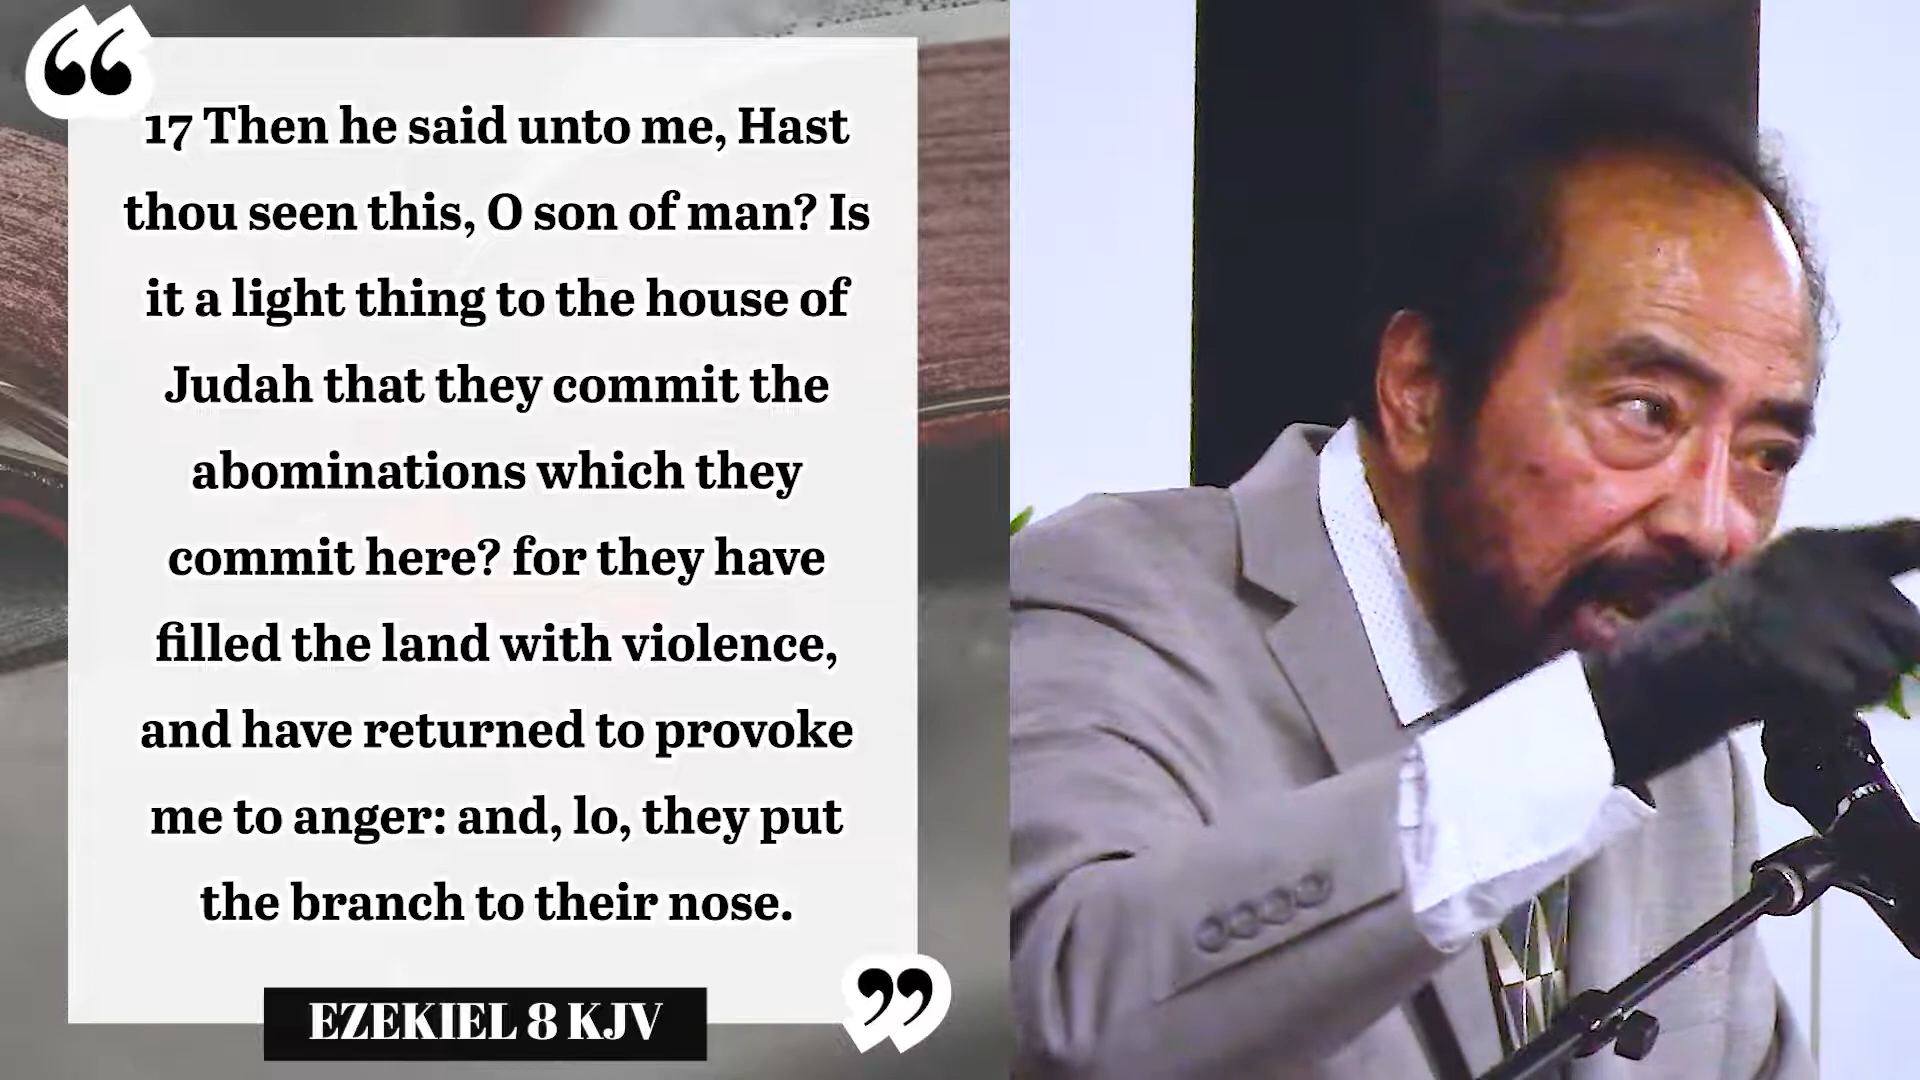 17 Then he said unto me, Hast
thou seen this, O son of man? Is
it a light thing to the house of
Judah that they commit the
abominations which they
commit here? for they have
filled the land with violence,
and have returned to provoke
me to anger: and, lo, they put
the branch to their nose.
EZEKIEL 8 KJV